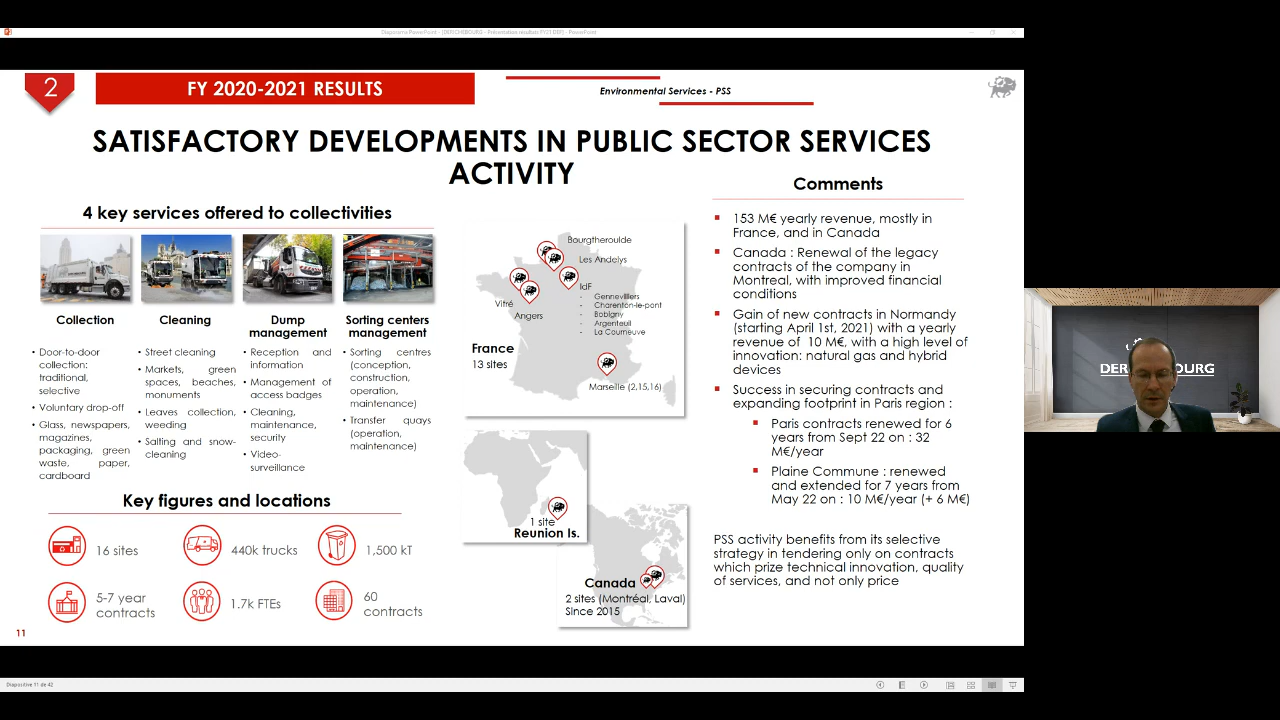 Diaporama PowerPoint - [DERICHEBOURG - Présentation resultats FY21 DEF] - PowerPoint
2
FY 2020-2021 RESULTS
Environmental Services - PSS
SATISFACTORY DEVELOPMENTS IN PUBLIC SECTOR SERVICES
ACTIVITY
4 key services offered to collectivities
Collection
• Door-to-door
collection:
traditional,
selective
• Voluntary drop-off
• Glass, newspapers,
magazines,
packaging, green
waste, paper,
cardboard
Cleaning
• Street cleaning
• Markets, green
spaces, beaches,
monuments
• Leaves collection,
weeding
• Salting and snow-
cleaning
Dump
management
• Reception and
information
• Management of
access badges
• Cleaning,
maintenance,
security
• Video-
surveillance
Sorting centers
management
• Sorting centres
(conception,
construction,
operation,
maintenance)
• Transfer quays
(operation,
maintenance)
Key figures and locations
16 sites
440k trucks
1,500 kT
5-7 year
contracts
1.7k FTEs
60
contracts
Bourgtheroulde
Les Andelys
IdF
- Gennevilliers
- Charenton-le-pont
- Bobigny
- Argenteuil
- La Courneuve
Vitré
Angers
France
13 sites
Marseille (2,15,16)
1 site
Reunion Is.
Canada
2 sites (Montréal, Laval)
Since 2015
Comments
153 M€ yearly revenue, mostly in
France, and in Canada
Canada : Renewal of the legacy
contracts of the company in
Montreal, with improved financial
conditions
Gain of new contracts in Normandy
(starting April 1st, 2021) with a yearly
revenue of 10 M€, with a high level of
innovation: natural gas and hybrid
devices
Success in securing contracts and
expanding footprint in Paris region :
Paris contracts renewed for 6
years from Sept 22 on : 32
M€/year
Plaine Commune : renewed
and extended for 7 years from
May 22 on : 10 M€/year (+ 6 M€)
PSS activity benefits from its selective
strategy in tendering only on contracts
which prize technical innovation, quality
of services, and not only price
11
Diapositive 11 de 42